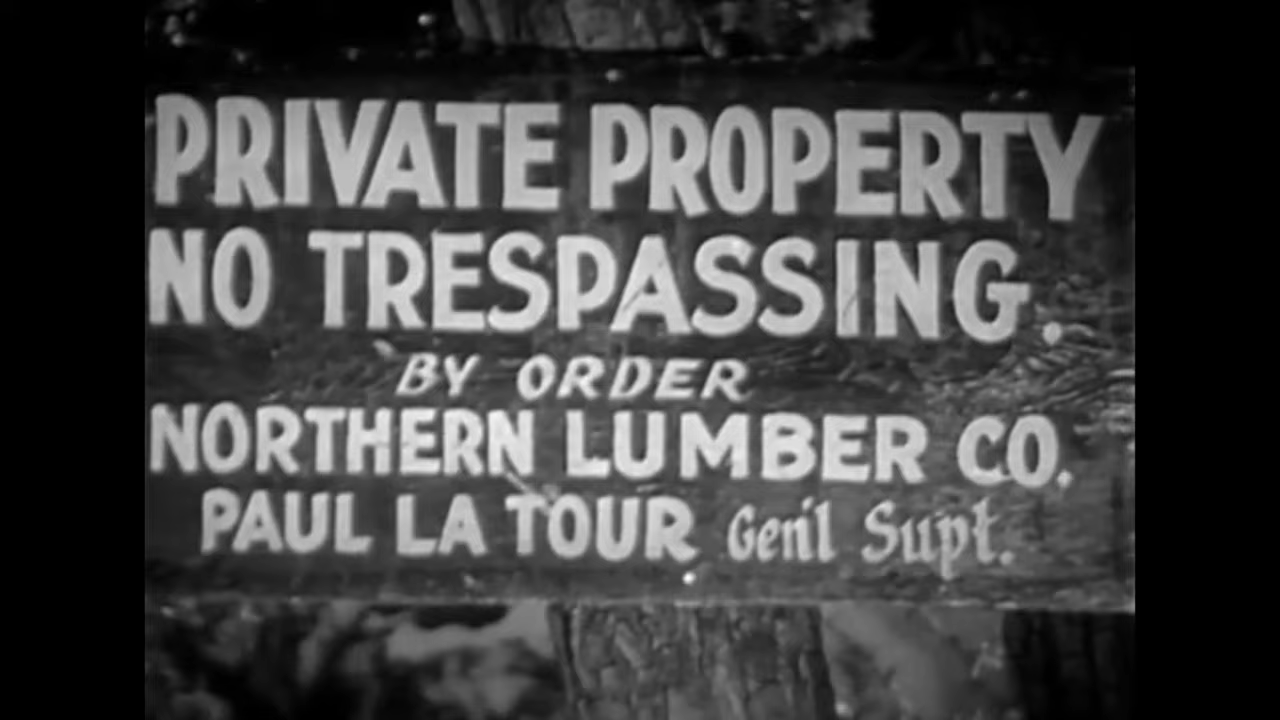 PRIVATE PROPERTY
NO TRESPASSING.
BY ORDER
NORTHERN LUMBER CO.
PAUL LA TOUR Gen'l Supt.